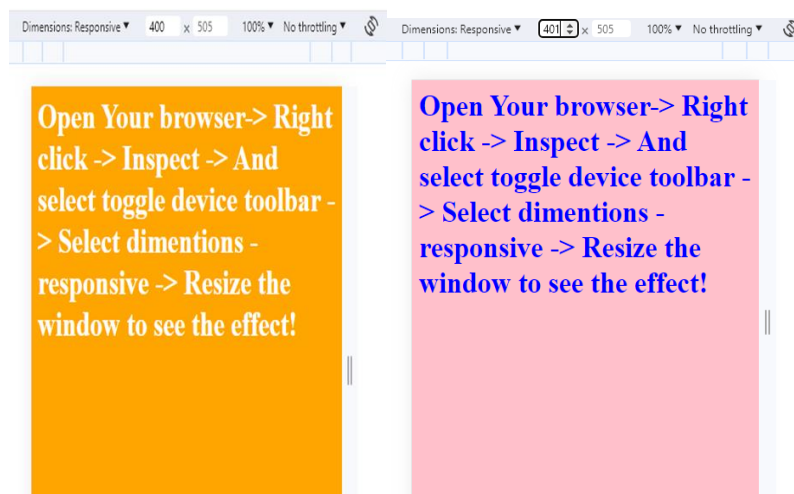 Dimensions: Responsive ▼ 400 x 505 100% ▼ No throttling ▼
Open Your browser-> Right
click -> Inspect -> And
select toggle device toolbar -
> Select dimentions -
responsive -> Resize the
window to see the effect!
Dimensions: Responsive ▼ 401 x 505 100% ▼ No throttling ▼
Open Your browser-> Right
click -> Inspect -> And
select toggle device toolbar -
> Select dimentions -
responsive -> Resize the
window to see the effect!